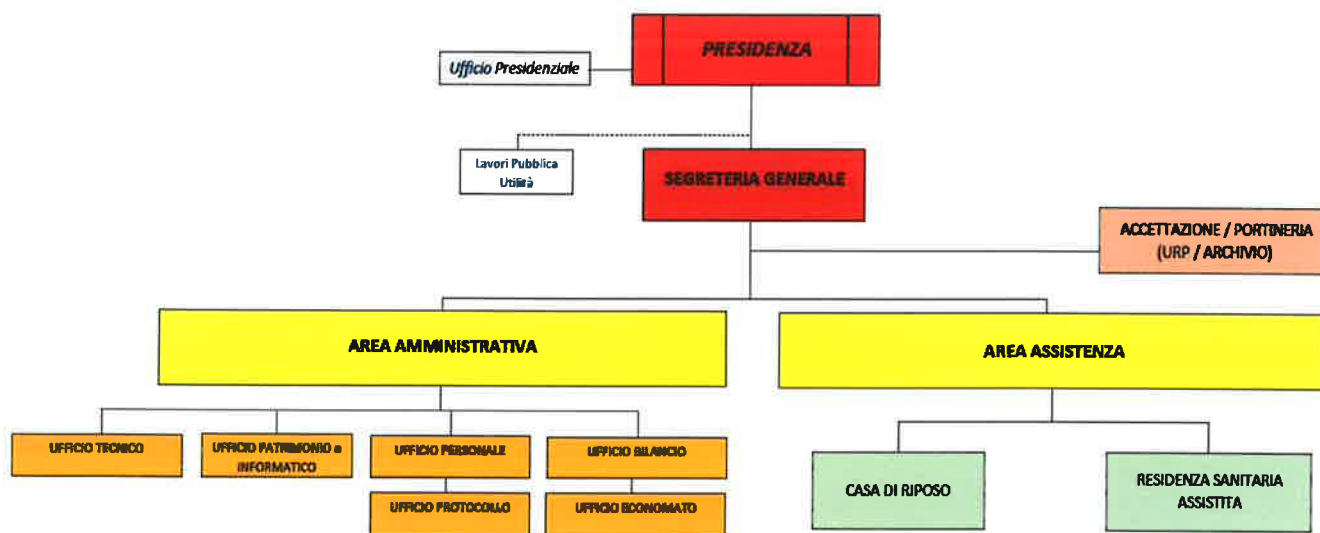 PRESIDENZA
Ufficio Presidenziale
Lavori Pubblica
Utilità
SEGRETERIA GENERALE
ACCETTAZIONE / PORTINERIA
(URP / ARCHIVIO)
AREA AMMINISTRATIVA
AREA ASSISTENZA
UFFICIO TECNICO
UFFICIO PATRIMONIO e
INFORMATICO
UFFICIO PERSONALE
UFFICIO BILANCIO
UFFICIO PROTOCOLLO
UFFICIO ECONOMATO
CASA DI RIPOSO
RESIDENZA SANITARIA
ASSISTITA